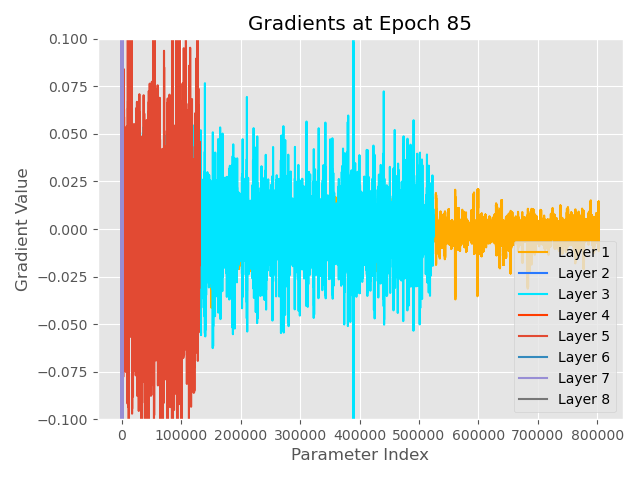 Gradients at Epoch 85
Gradient Value
0.100
0.075
0.050
0.025
0.000
−0.025
−0.050
−0.075
−0.100
Layer 1
Layer 2
Layer 3
Layer 4
Layer 5
Layer 6
Layer 7
Layer 8
0 100000 200000 300000 400000 500000 600000 700000 800000
Parameter Index